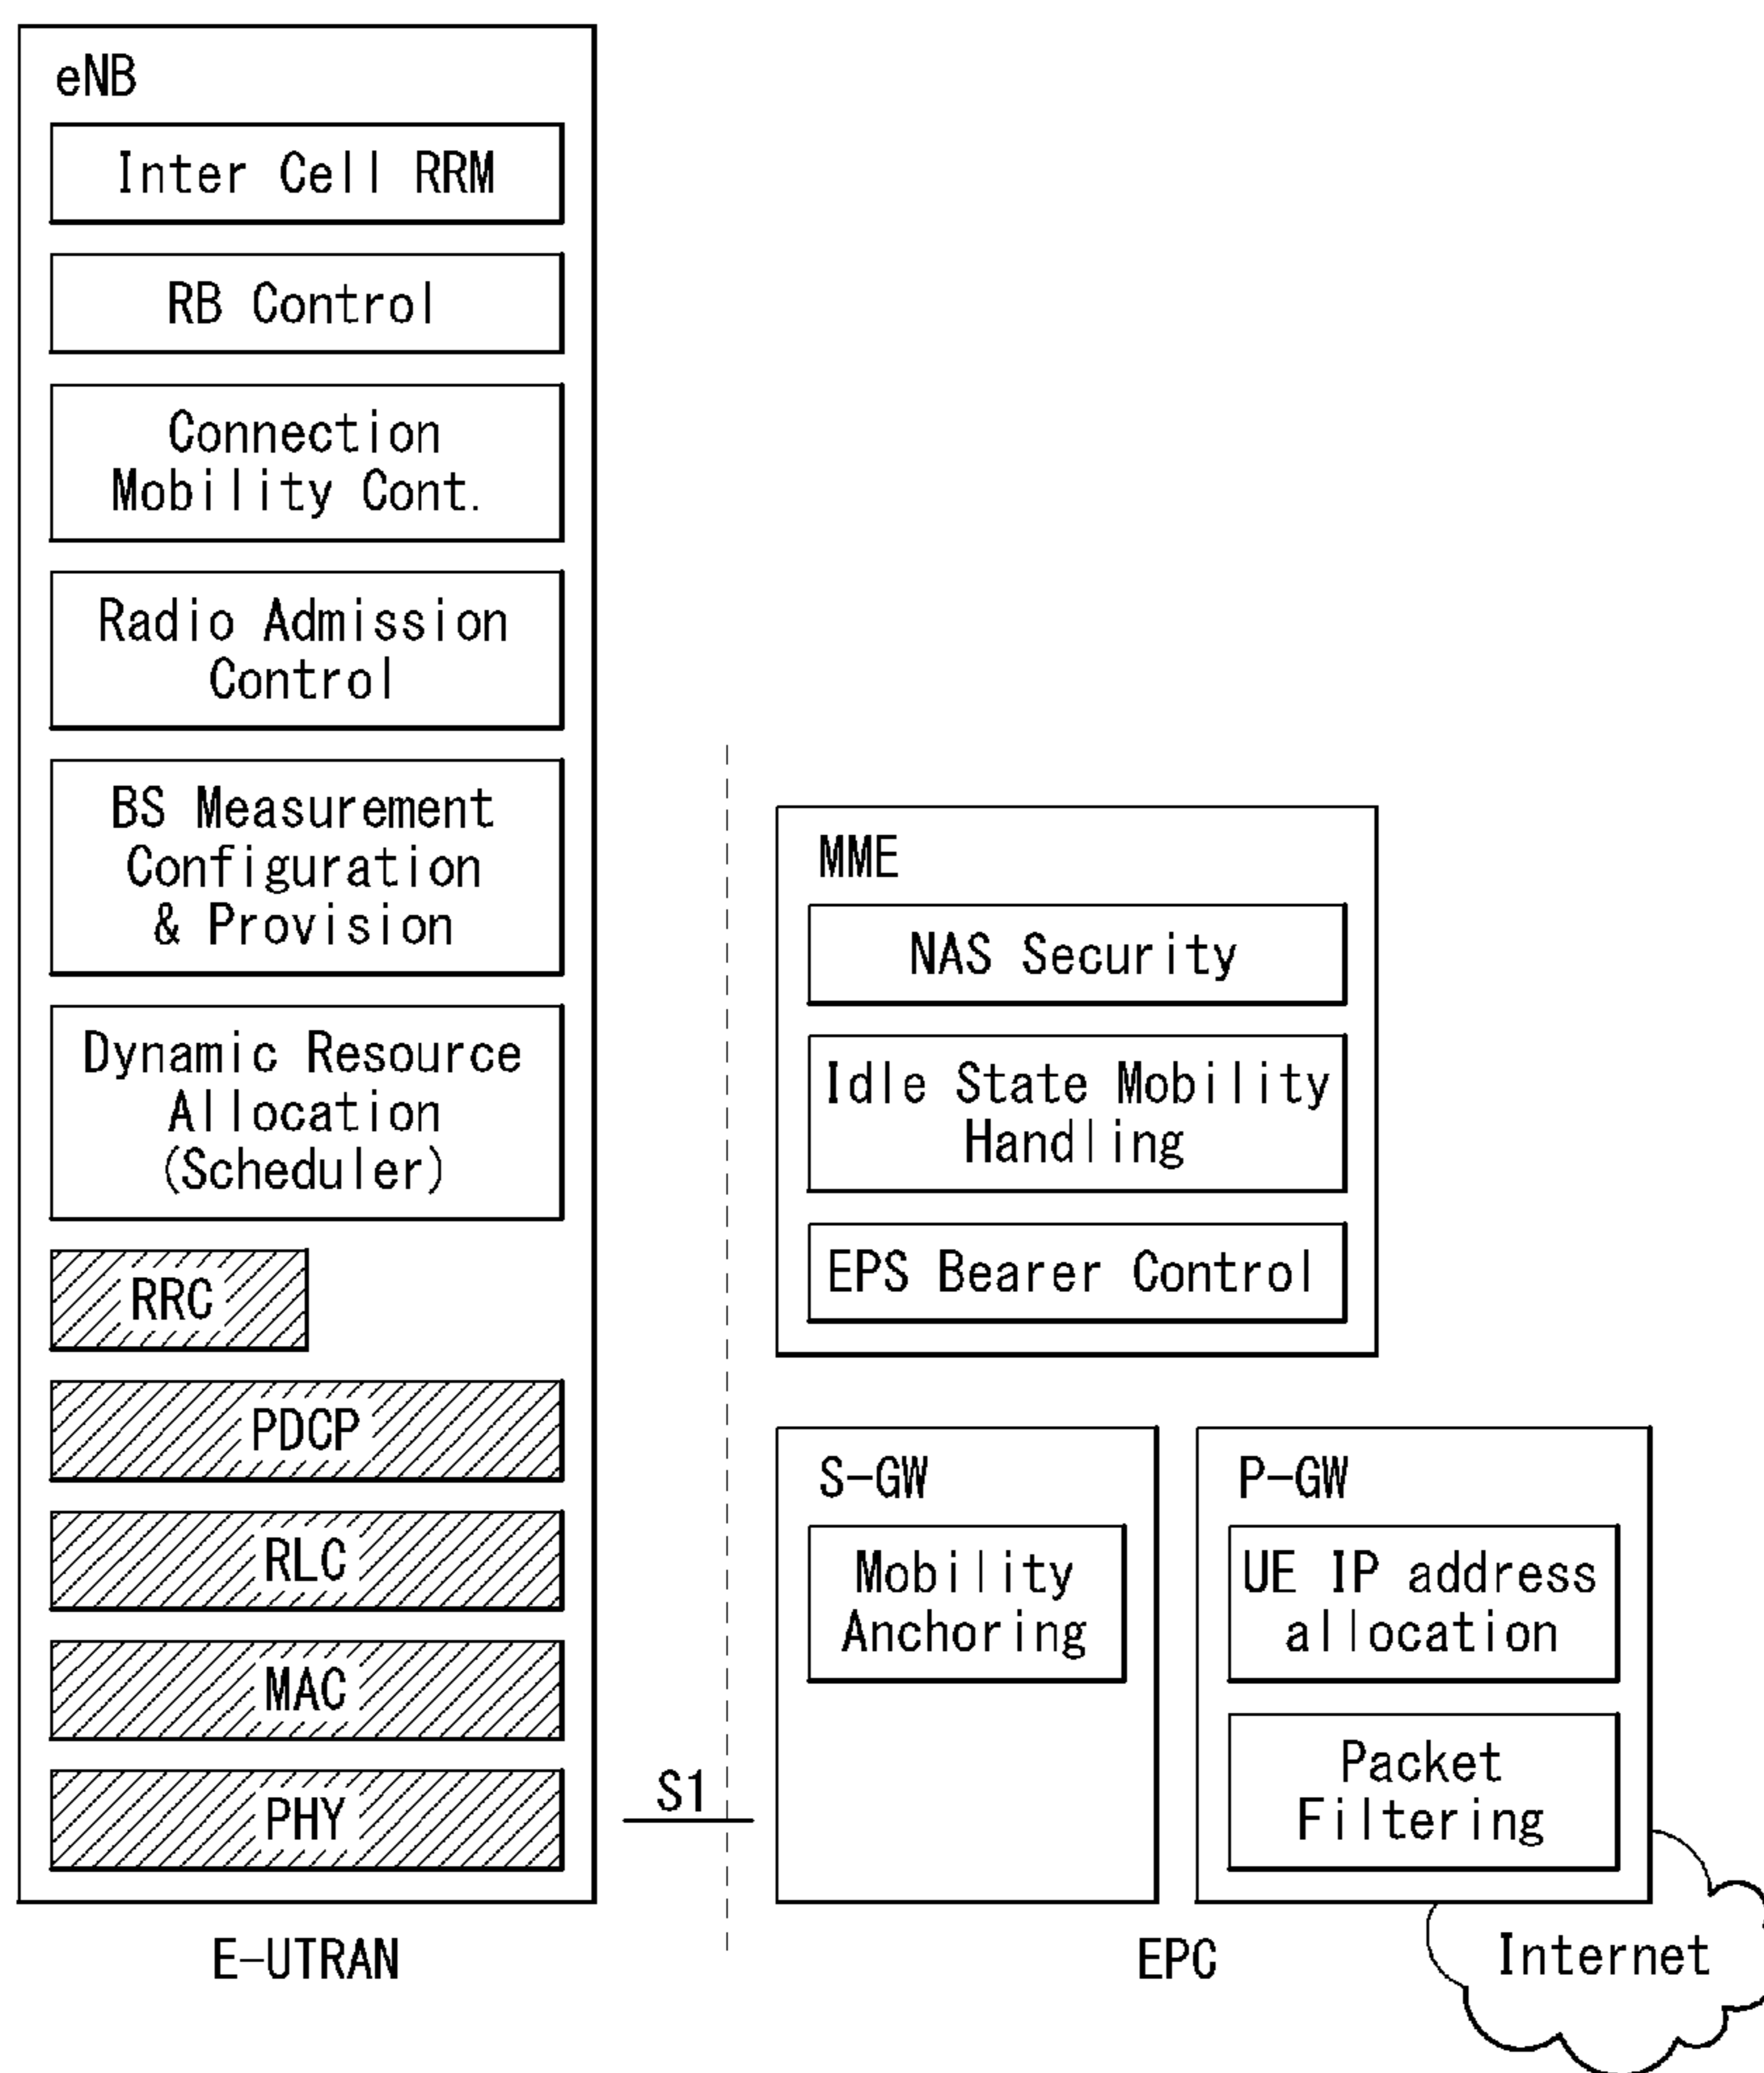 eNB
Inter Cell RRM
RB Control
Connection
Mobility Cont.
Radio Admission
Control
BS Measurement
Configuration
& Provision
Dynamic Resource
Allocation
(Scheduler)
RRC
PDCP
RLC
MAC
PHY
E-UTRAN
S1
MME
NAS Security
Idle State Mobility
Handling
EPS Bearer Control
S-GW
Mobility
Anchoring
P-GW
UE IP address
allocation
Packet
Filtering
EPC
Internet